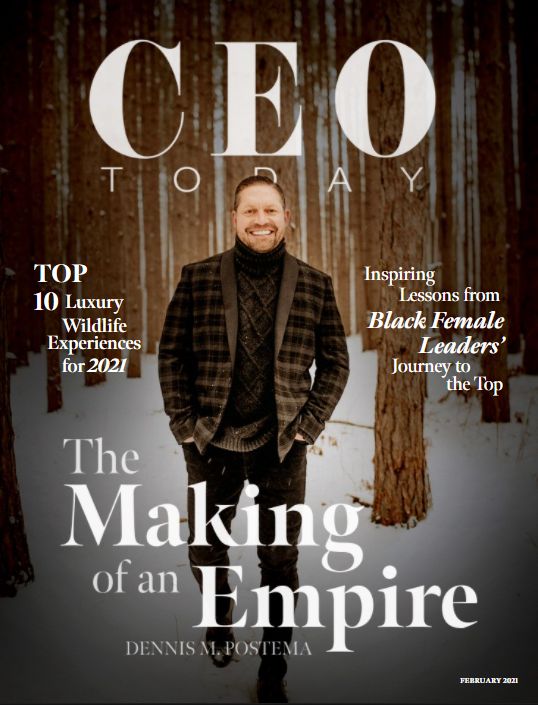 CEO
TODAY
TOP
10 Luxury
Wildlife
Experiences
for 2021
Inspiring
Lessons from
Black Female
Leaders'
Journey to
the Top
The
Making
of an
Empire
DENNIS M. POSTEMA
FEBRUARY 2021